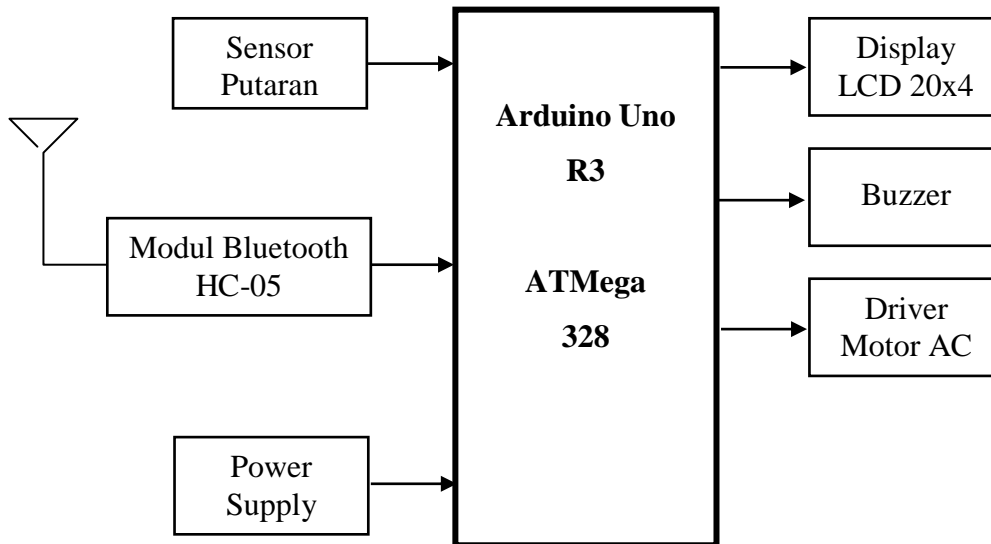 Sensor
Putaran
Modul Bluetooth
HC-05
Power
Supply
Arduino Uno
R3
ATMega
328
Display
LCD 20x4
Buzzer
Driver
Motor AC